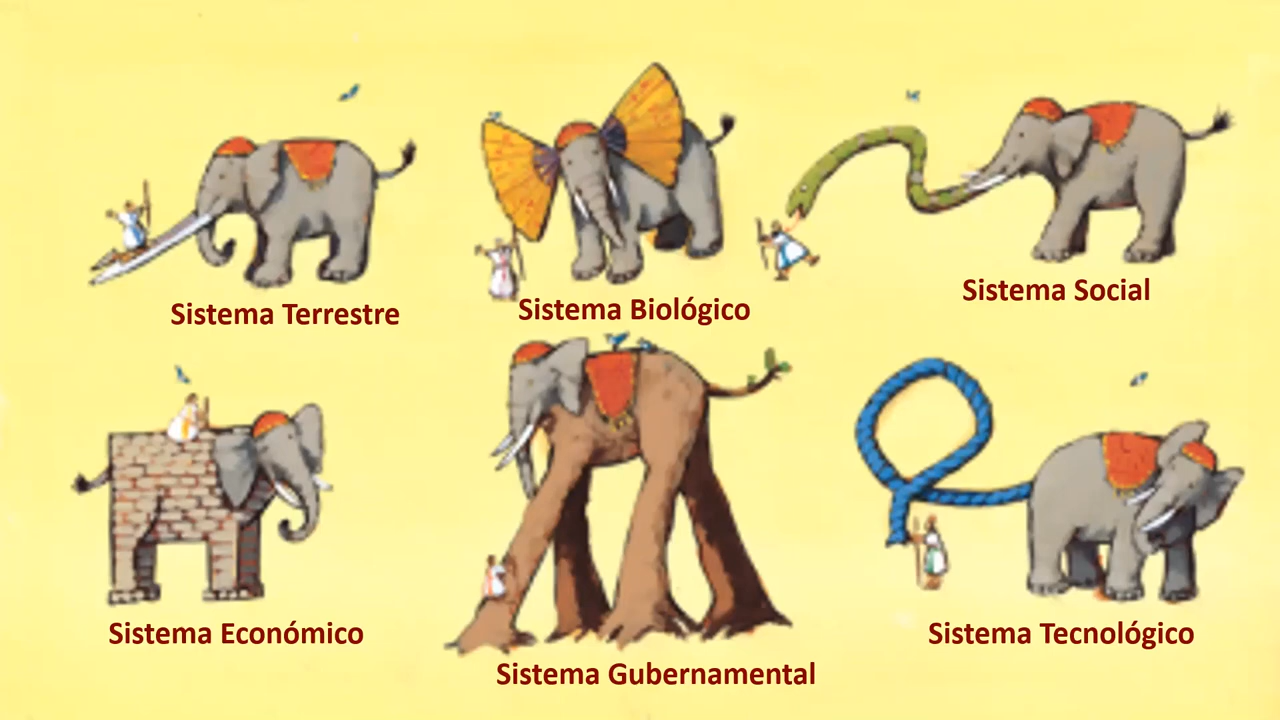 Sistema Terrestre
Sistema Biológico
Sistema Social
Sistema Económico
Sistema Gubernamental
Sistema Tecnológico